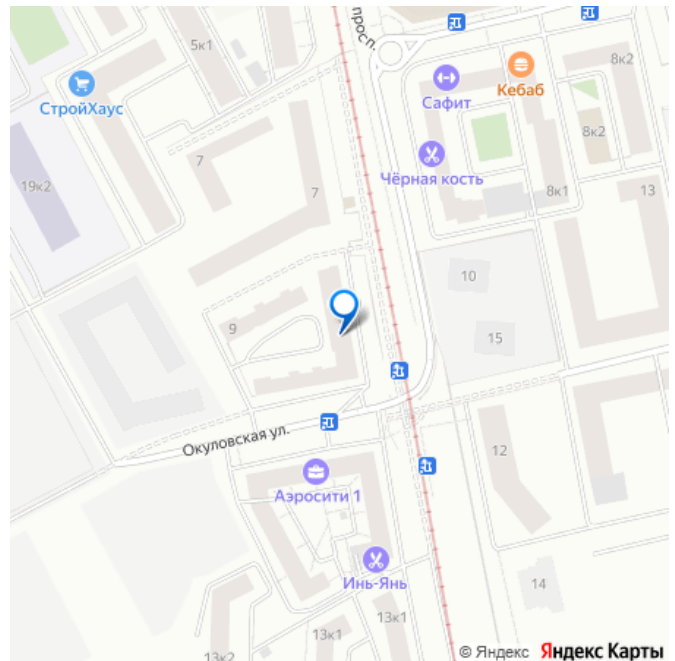 просп.
5к1
8к2
Сафит
Кебаб
СтройХаус
8к2
7
Чёрная кость
19к2
7
8к1
13
10
9
15
Окуловская ул.
12
Аэросити 1
Инь-Янь
14
13к1
13к1
13к2
© Яндекс Яндекс Карты